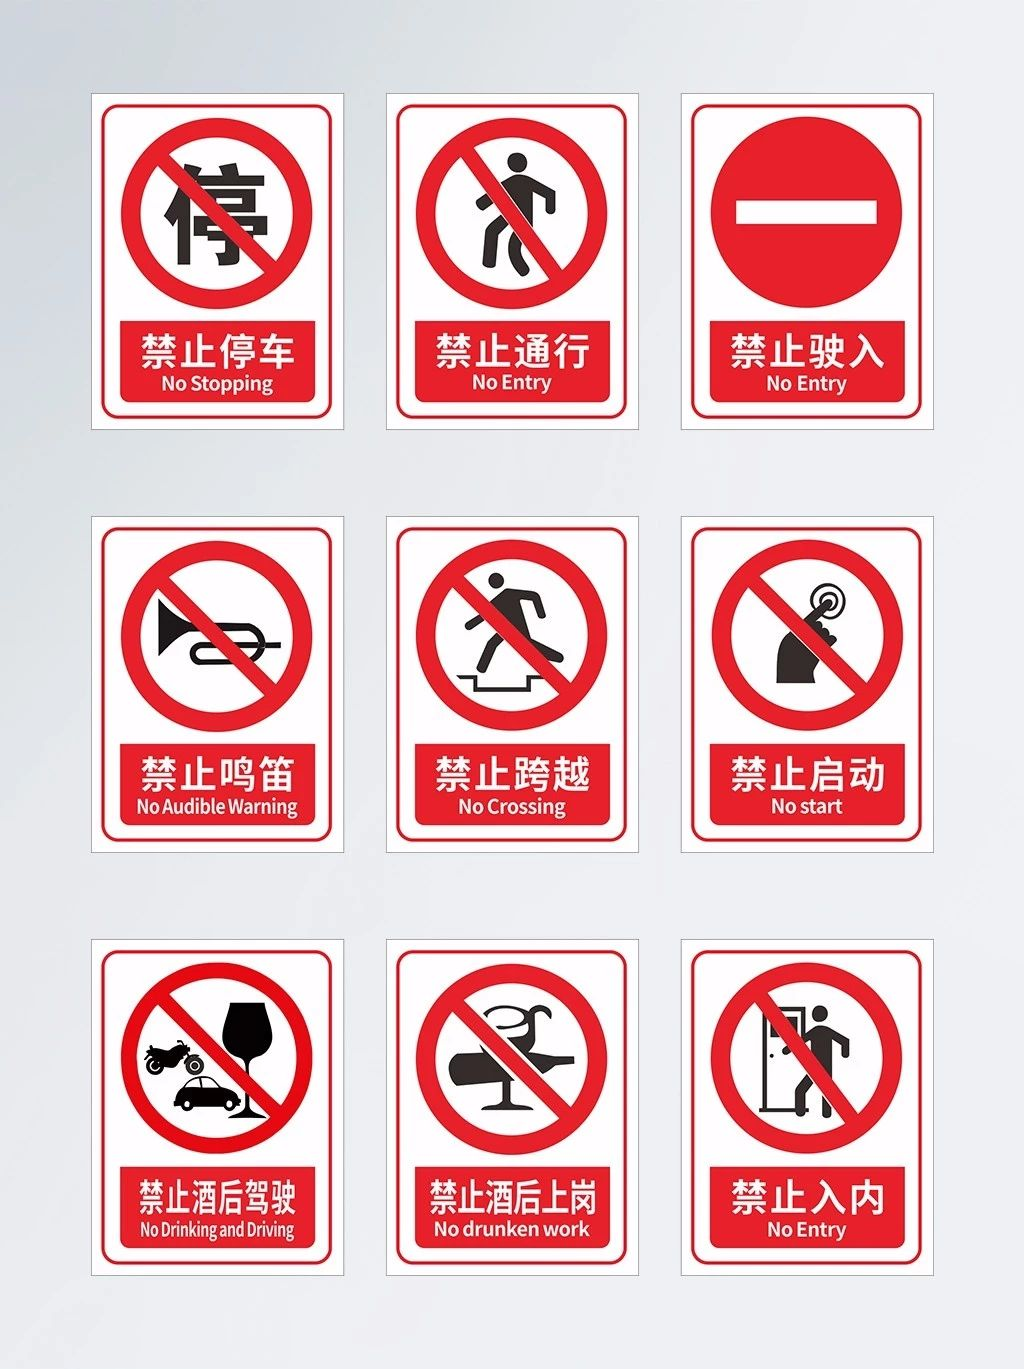 停
禁止停车
No Stopping
禁止通行
No Entry
禁止驶入
No Entry
禁止鸣笛
No Audible Warning
禁止跨越
No Crossing
禁止启动
No start
禁止酒后驾驶
No Drinking and Driving
禁止酒后上岗
No drunken work
禁止入内
No Entry